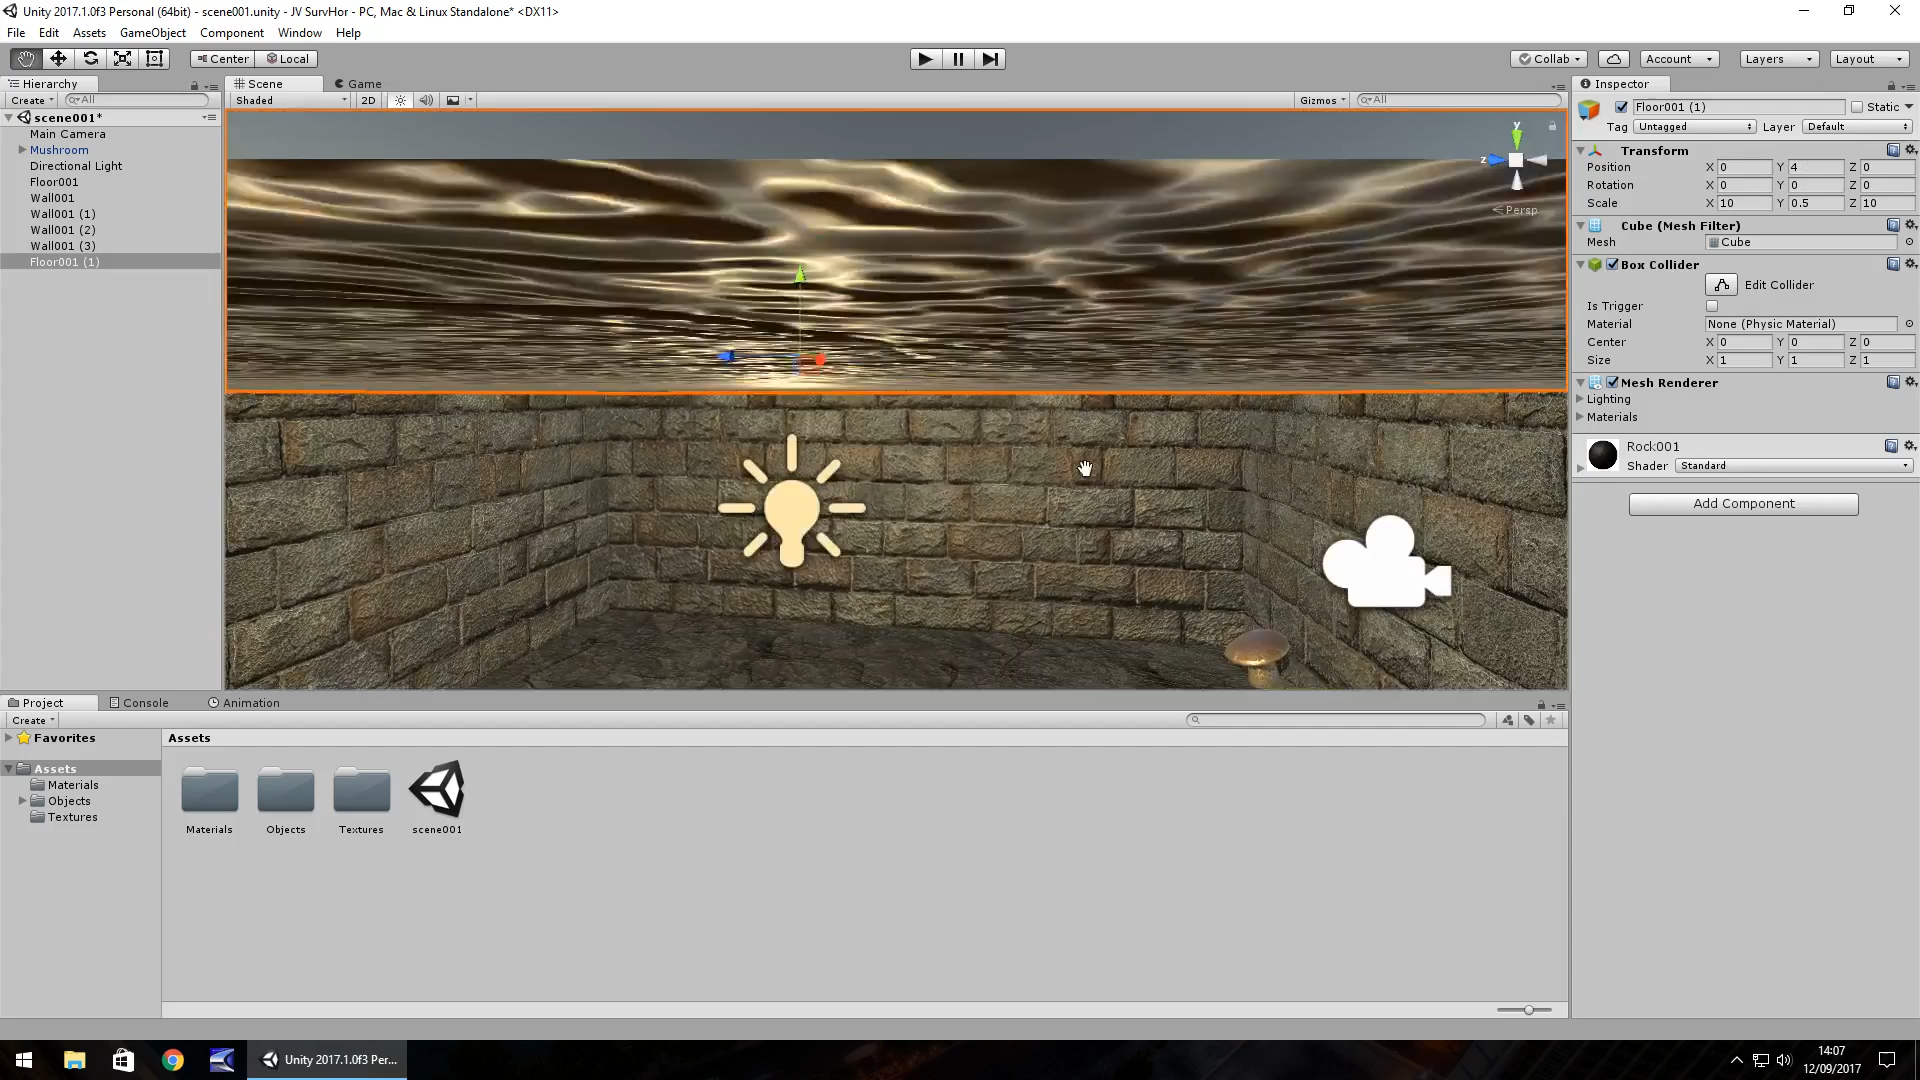 Unity 2017.1.0f3 Personal (64bit) - scene001.unity - JV SurvHor - PC, Mac & Linux Standalone* <DX11>
File Edit Assets GameObject Component Window Help
Center Local Collab Account Layers Layout
Hierarchy Scene Game Inspector
Create All Shaded 2D Gizmos All
scene001*
Main Camera
Mushroom
Directional Light
Floor001
Wall001
Wall001 (1)
Wall001 (2)
Wall001 (3)
Floor001 (1)
y
z
Persp
Floor001 (1) Static
Tag Untagged Layer Default
Transform
Position X 0 Y 4 Z 0
Rotation X 0 Y 0 Z 0
Scale X 10 Y 0.5 Z 10
Cube (Mesh Filter)
Mesh Cube
Box Collider
Edit Collider
Is Trigger
Material None (Physic Material)
Center X 0 Y 0 Z 0
Size X 1 Y 1 Z 1
Mesh Renderer
Lighting
Materials
Rock001
Shader Standard
Add Component
Project Console Animation
Create
Favorites
Assets
Materials
Objects
Textures
Assets
Materials Objects Textures scene001
Unity 2017.1.0f3 Per...
14:07
12/09/2017